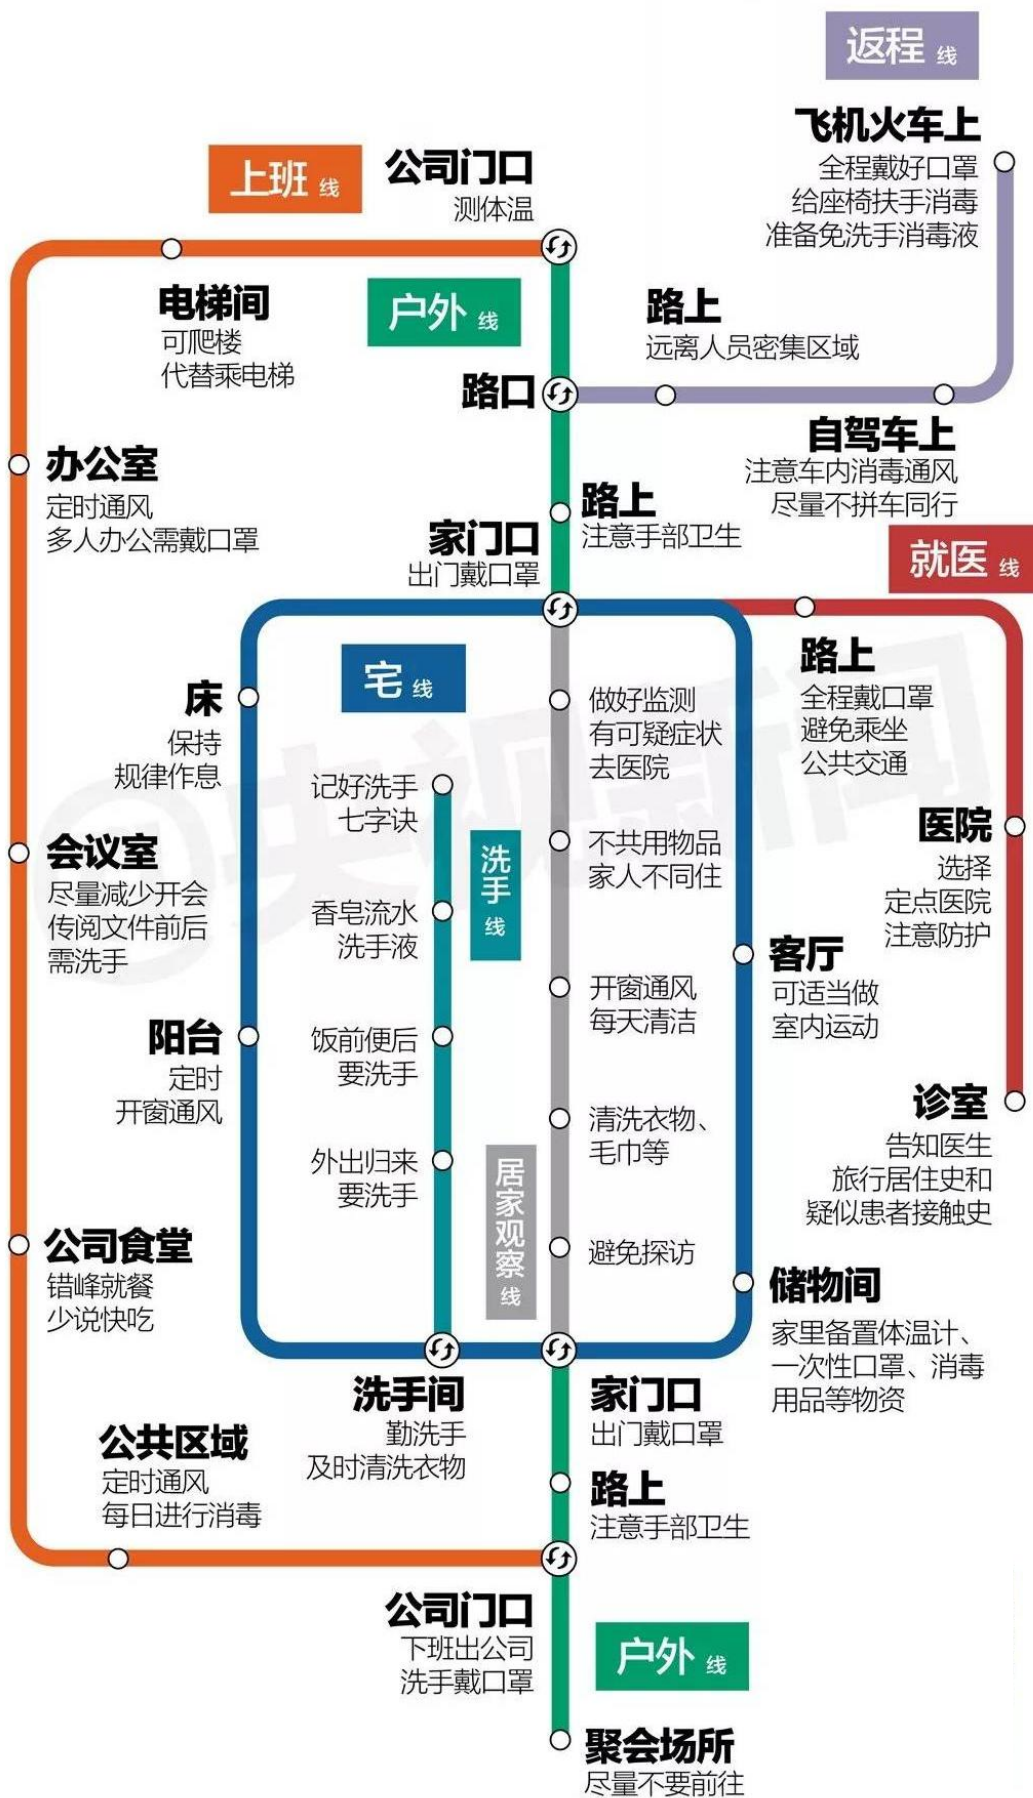 返程 线
飞机火车上
全程戴好口罩
给座椅扶手消毒
准备免洗手消毒液
上班 线
公司门口
测体温
电梯间
可爬楼
代替乘电梯
户外 线
路上
远离人员密集区域
路口
自驾车上
注意车内消毒通风
尽量不拼车同行
办公室
定时通风
多人办公需戴口罩
路上
注意手部卫生
家门口
出门戴口罩
就医 线
路上
全程戴口罩
避免乘坐
公共交通
宅 线
床
保持
规律作息
做好监测
有可疑症状
去医院
记好洗手
七字诀
洗手 线
不共用物品
家人不同住
医院
选择
定点医院
注意防护
会议室
尽量减少开会
传阅文件前后
需洗手
香皂流水
洗手液
客厅
可适当做
室内运动
开窗通风
每天清洁
阳台
定时
开窗通风
饭前便后
要洗手
诊室
告知医生
旅行居住史和
疑似患者接触史
清洗衣物、
毛巾等
外出归来
要洗手
居家观察 线
避免探访
公司食堂
错峰就餐
少说快吃
储物间
家里备置体温计、
一次性口罩、消毒
用品等物资
洗手间
勤洗手
及时清洗衣物
家门口
出门戴口罩
公共区域
定时通风
每日进行消毒
路上
注意手部卫生
公司门口
下班出公司
洗手戴口罩
户外 线
聚会场所
尽量不要前往
@央视新闻